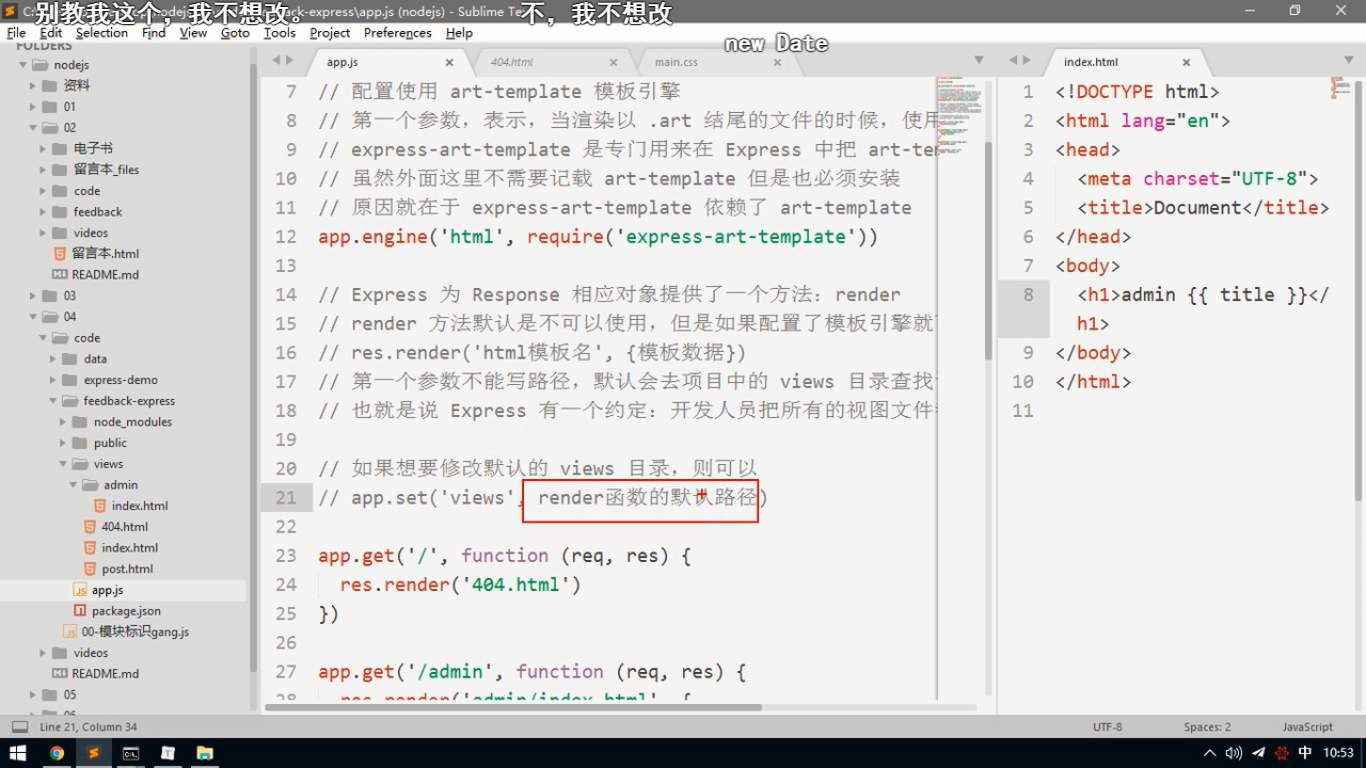 别教我这个，我不想改。
不，我不想改
new Date
back-express\app.js (nodejs) - Sublime Te
File Edit Selection Find View Goto Tools Project Preferences Help
FOLDERS
nodejs
资料
01
02
电子书
留言本_files
code
feedback
videos
留言本.html
README.md
03
04
code
data
express-demo
feedback-express
node_modules
public
views
admin
index.html
404.html
index.html
post.html
app.js
package.json
00-模块标识gang.js
videos
README.md
05
app.js
404.html
main.css
7 // 配置使用 art-template 模板引擎
8 // 第一个参数，表示，当渲染以 .art 结尾的文件的时候，使用
9 // express-art-template 是专门用来在 Express 中把 art-tem
10 // 虽然外面这里不需要记载 art-template 但是也必须安装
11 // 原因就在于 express-art-template 依赖了 art-template
12 app.engine('html', require('express-art-template'))
13
14 // Express 为 Response 相应对象提供了一个方法：render
15 // render 方法默认是不可以使用，但是如果配置了模板引擎就
16 // res.render('html模板名', {模板数据})
17 // 第一个参数不能写路径，默认会去项目中的 views 目录查找
18 // 也就是说 Express 有一个约定：开发人员把所有的视图文件
19
20 // 如果想要修改默认的 views 目录，则可以
21 // app.set('views', render函数的默认路径)
22
23 app.get('/', function (req, res) {
24 res.render('404.html')
25 })
26
27 app.get('/admin', function (req, res) {
28 res.render('admin/index.html', {
index.html
1 <!DOCTYPE html>
2 <html lang="en">
3 <head>
4 <meta charset="UTF-8">
5 <title>Document</title>
6 </head>
7 <body>
8 <h1>admin {{ title }}</
h1>
9 </body>
10 </html>
11
Line 21, Column 34
UTF-8
Spaces: 2
JavaScript
中
10:53